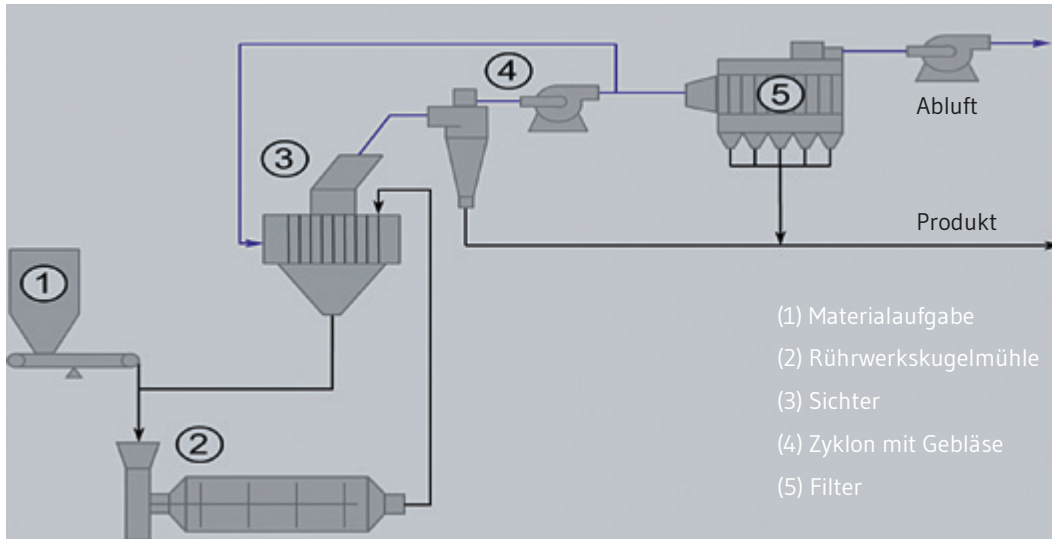 4
5
Abluft
3
Produkt
1
(1) Materialaufgabe
(2) Rührwerkskugelmühle
(3) Sichter
2
(4) Zyklon mit Gebläse
(5) Filter